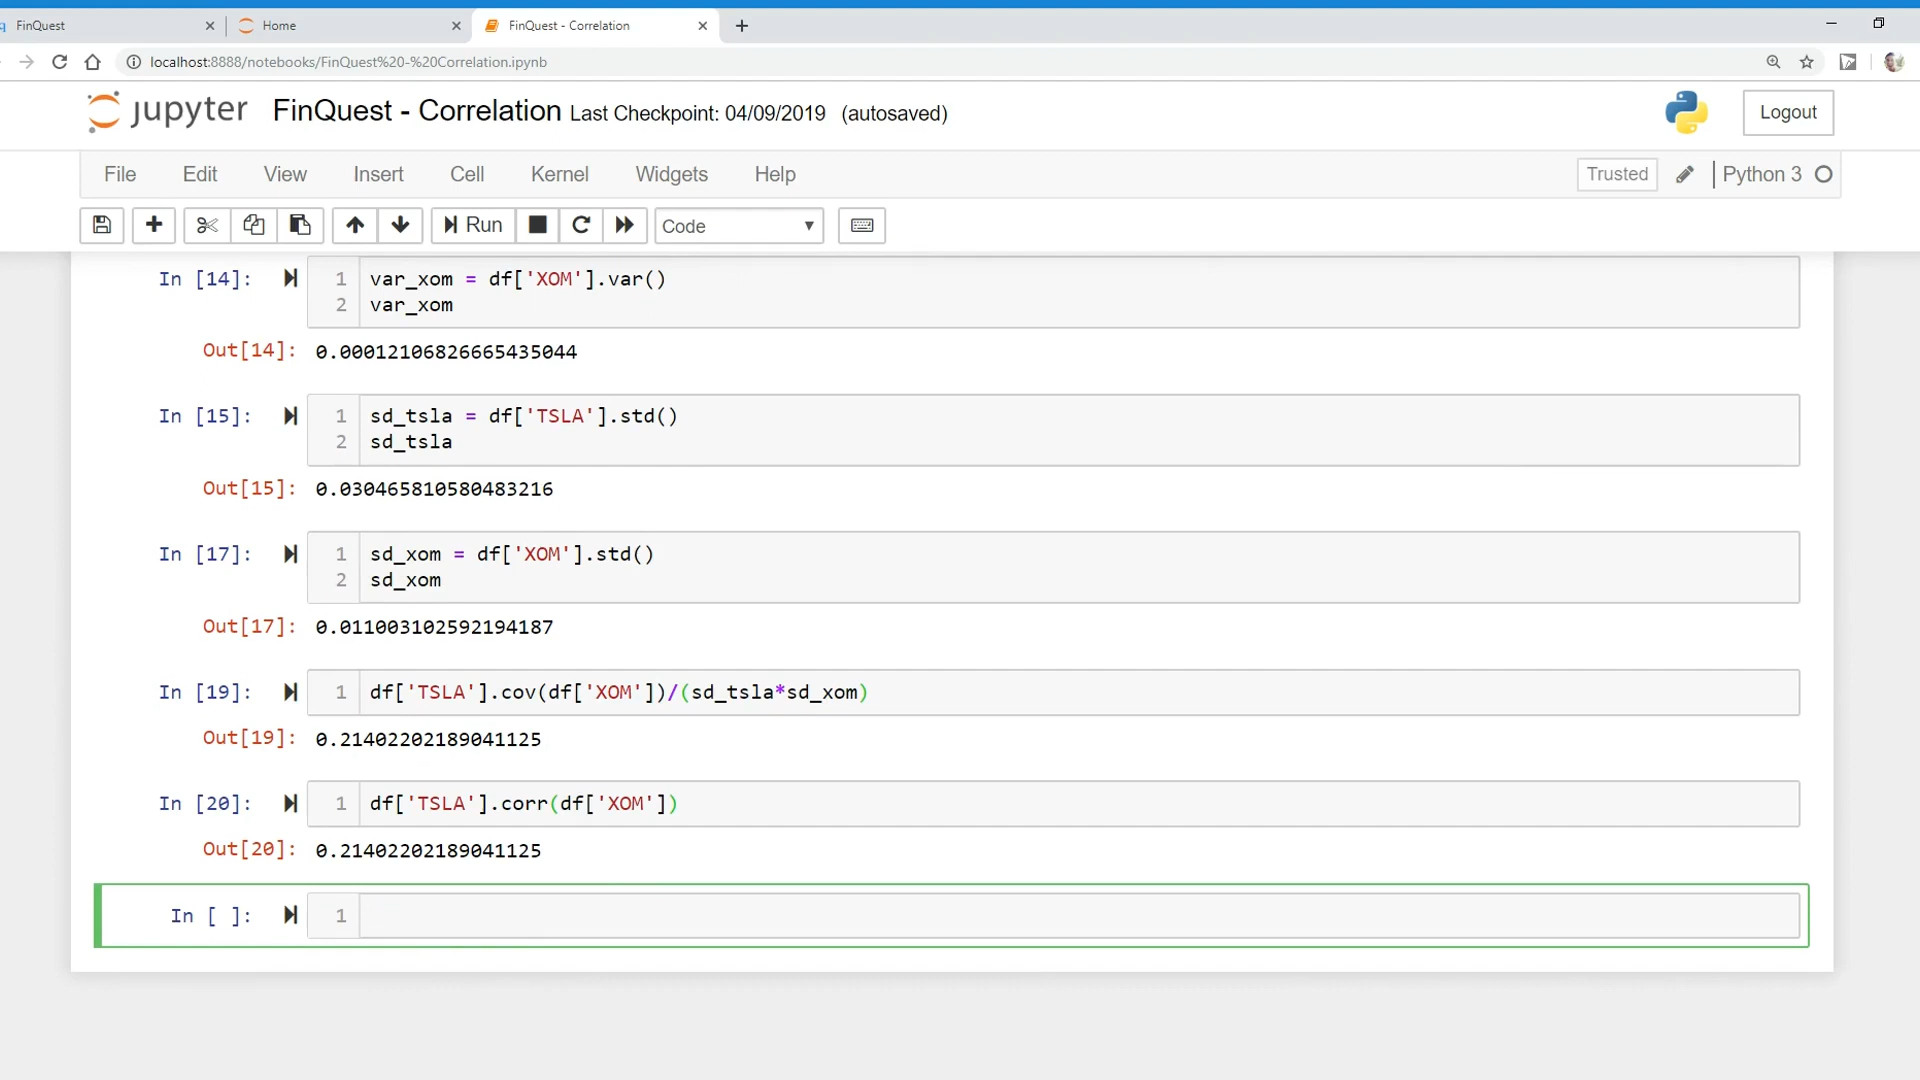 FinQuest
Home
FinQuest - Correlation
localhost:8888/notebooks/FinQuest%20-%20Correlation.ipynb
jupyter FinQuest - Correlation Last Checkpoint: 04/09/2019 (autosaved)
Logout
File Edit View Insert Cell Kernel Widgets Help
Trusted
Python 3
Run
Code
In [14]:
1 var_xom = df['XOM'].var()
2 var_xom
Out[14]: 0.00012106826665435044
In [15]:
1 sd_tsla = df['TSLA'].std()
2 sd_tsla
Out[15]: 0.030465810580483216
In [17]:
1 sd_xom = df['XOM'].std()
2 sd_xom
Out[17]: 0.011003102592194187
In [19]:
1 df['TSLA'].cov(df['XOM'])/(sd_tsla*sd_xom)
Out[19]: 0.21402202189041125
In [20]:
1 df['TSLA'].corr(df['XOM'])
Out[20]: 0.21402202189041125
In [ ]:
1